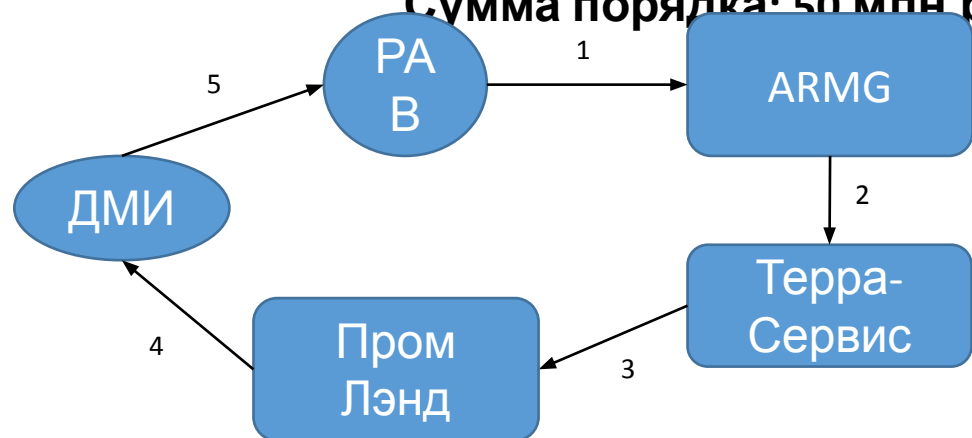 Сумма порядка: 50 млн р
РА
В
1
ARMG
5
ДМИ
2
Терра-
Сервис
Пром
Лэнд
4
3